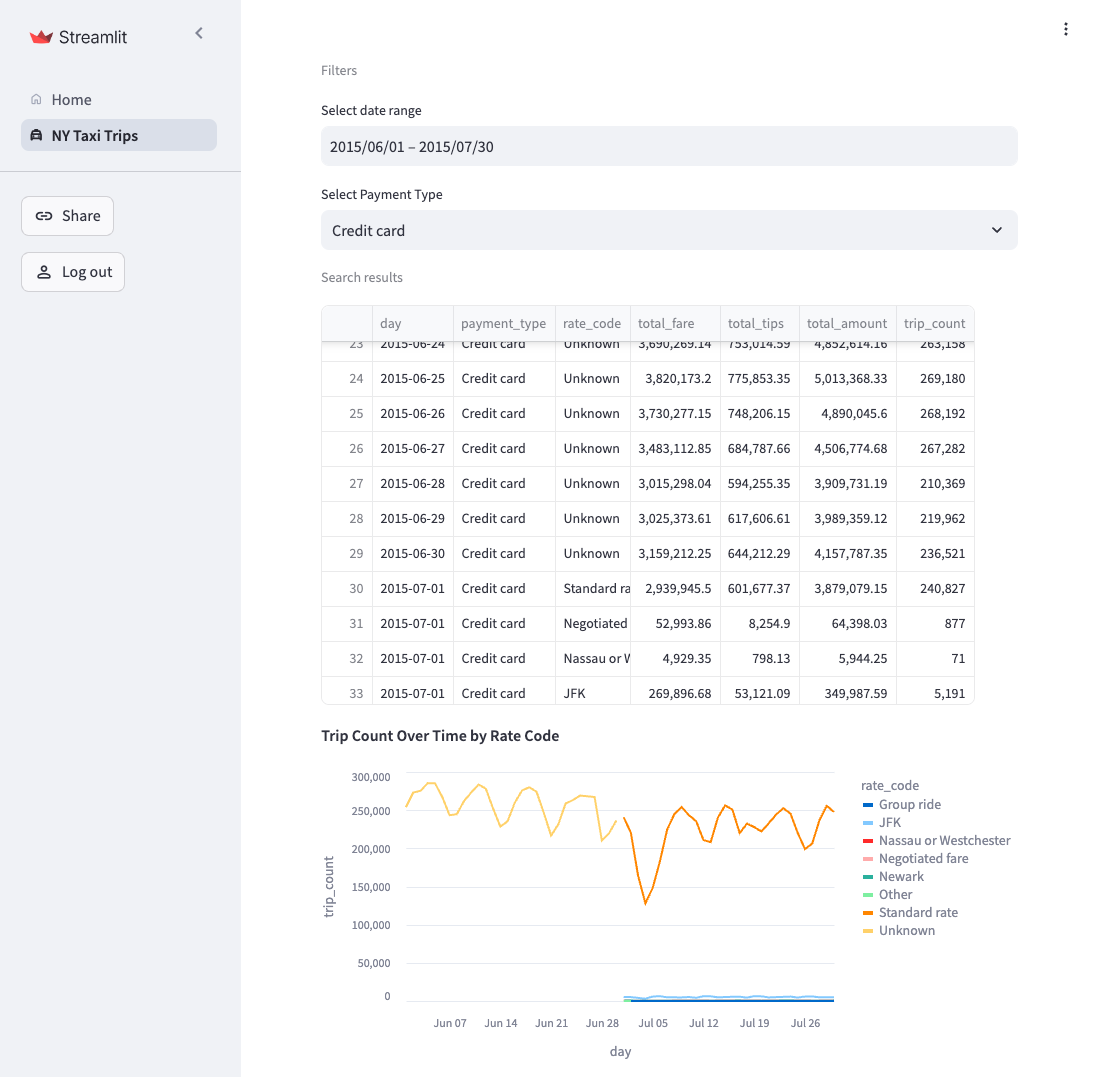 Streamlit
Home
NY Taxi Trips
Share
Log out
Filters
Select date range
2015/06/01 – 2015/07/30
Select Payment Type
Credit card
Search results
day payment_type rate_code total_fare total_tips total_amount trip_count
23 2015-06-24 Credit card Unknown 3,690,269.14 753,014.59 4,852,614.16 263,158
24 2015-06-25 Credit card Unknown 3,820,173.2 775,853.35 5,013,368.33 269,180
25 2015-06-26 Credit card Unknown 3,730,277.15 748,206.15 4,890,045.6 268,192
26 2015-06-27 Credit card Unknown 3,483,112.85 684,787.66 4,506,774.68 267,282
27 2015-06-28 Credit card Unknown 3,015,298.04 594,255.35 3,909,731.19 210,369
28 2015-06-29 Credit card Unknown 3,025,373.61 617,606.61 3,989,359.12 219,962
29 2015-06-30 Credit card Unknown 3,159,212.25 644,212.29 4,157,787.35 236,521
30 2015-07-01 Credit card Standard ra 2,939,945.5 601,677.37 3,879,079.15 240,827
31 2015-07-01 Credit card Negotiated 52,993.86 8,254.9 64,398.03 877
32 2015-07-01 Credit card Nassau or W 4,929.35 798.13 5,944.25 71
33 2015-07-01 Credit card JFK 269,896.68 53,121.09 349,987.59 5,191
Trip Count Over Time by Rate Code
trip_count
300,000
250,000
200,000
150,000
100,000
50,000
0
Jun 07 Jun 14 Jun 21 Jun 28 Jul 05 Jul 12 Jul 19 Jul 26
day
rate_code
Group ride
JFK
Nassau or Westchester
Negotiated fare
Newark
Other
Standard rate
Unknown